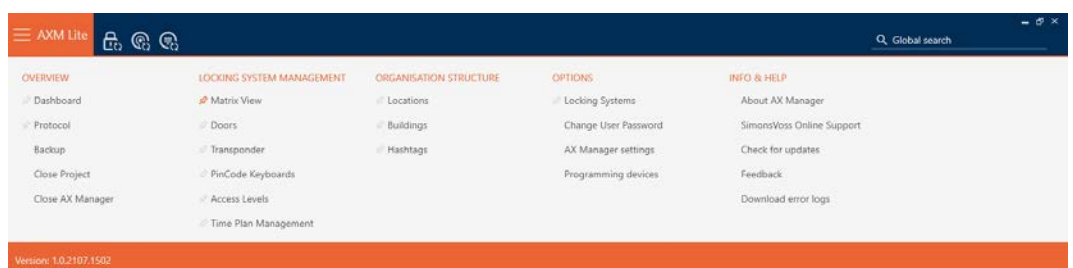 AXM Lite
Global search
OVERVIEW
Dashboard
Protocol
Backup
Close Project
Close AX Manager
LOCKING SYSTEM MANAGEMENT
Matrix View
Doors
Transponder
PinCode Keyboards
Access Levels
Time Plan Management
ORGANISATION STRUCTURE
Locations
Buildings
Hashtags
OPTIONS
Locking Systems
Change User Password
AX Manager settings
Programming devices
INFO & HELP
About AX Manager
SimonsVoss Online Support
Check for updates
Feedback
Download error logs
Version: 1.0.2107.1502